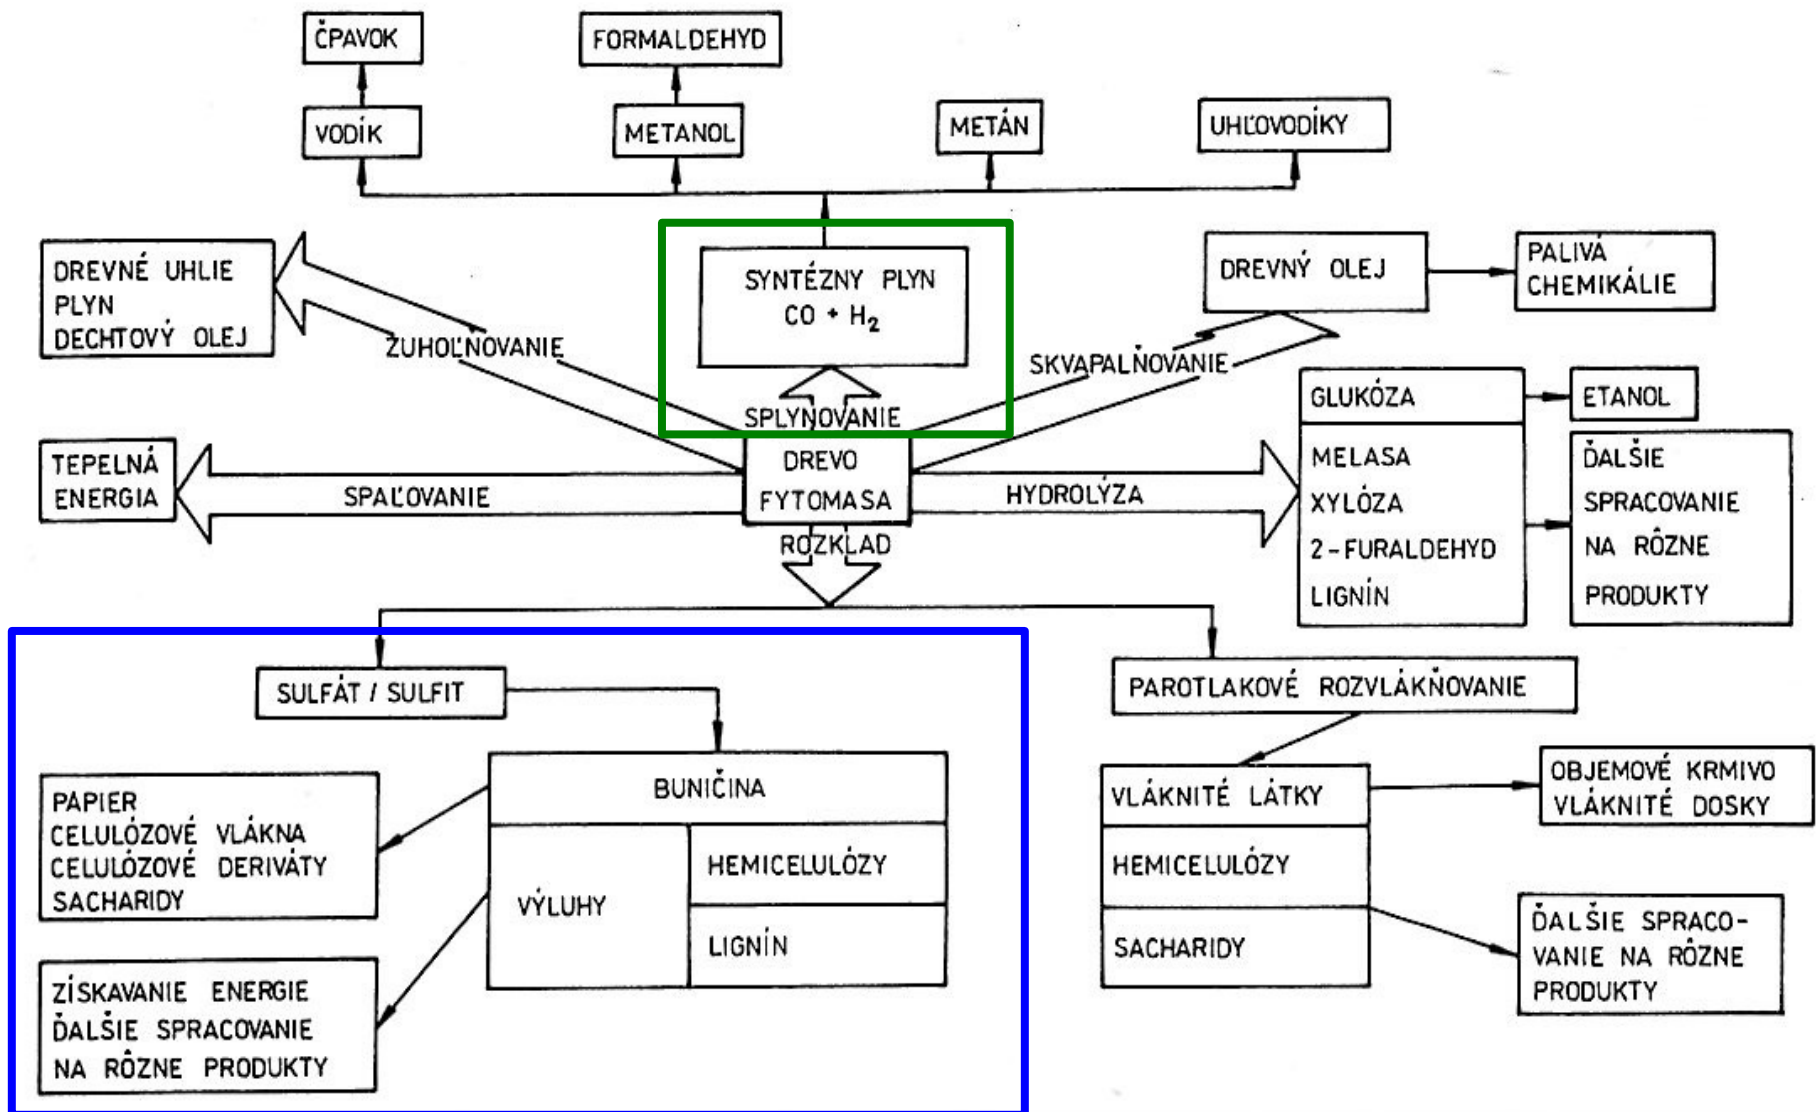 ČPAVOK
FORMALDEHYD
VODÍK
METANOL
METÁN
UHĽOVODÍKY
DREVNÉ UHLIE
PLYN
DECHTOVÝ OLEJ
SYNTÉZNY PLYN
CO + H₂
DREVNÝ OLEJ
PALIVÁ
CHEMIKÁLIE
ZUHOĽŇOVANIE
SKVAPALŇOVANIE
SPLYŇOVANIE
GLUKÓZA
ETANOL
TEPELNÁ
ENERGIA
SPAĽOVANIE
DREVO
FYTOMASA
HYDROLÝZA
MELASA
XYLÓZA
2-FURALDEHYD
LIGNÍN
ĎALŠIE
SPRACOVANIE
NA RÔZNE
PRODUKTY
ROZKLAD
SULFÁT / SULFIT
PAROTLAKOVÉ ROZVLÁKŇOVANIE
BUNIČINA
VÝLUHY
HEMICELULÓZY
LIGNÍN
PAPIER
CELULÓZOVÉ VLÁKNA
CELULÓZOVÉ DERIVÁTY
SACHARIDY
ZÍSKAVANIE ENERGIE
ĎALŠIE SPRACOVANIE
NA RÔZNE PRODUKTY
VLÁKNITÉ LÁTKY
HEMICELULÓZY
SACHARIDY
OBJEMOVÉ KRMIVO
VLÁKNITÉ DOSKY
ĎALŠIE SPRACO-
VANIE NA RÔZNE
PRODUKTY